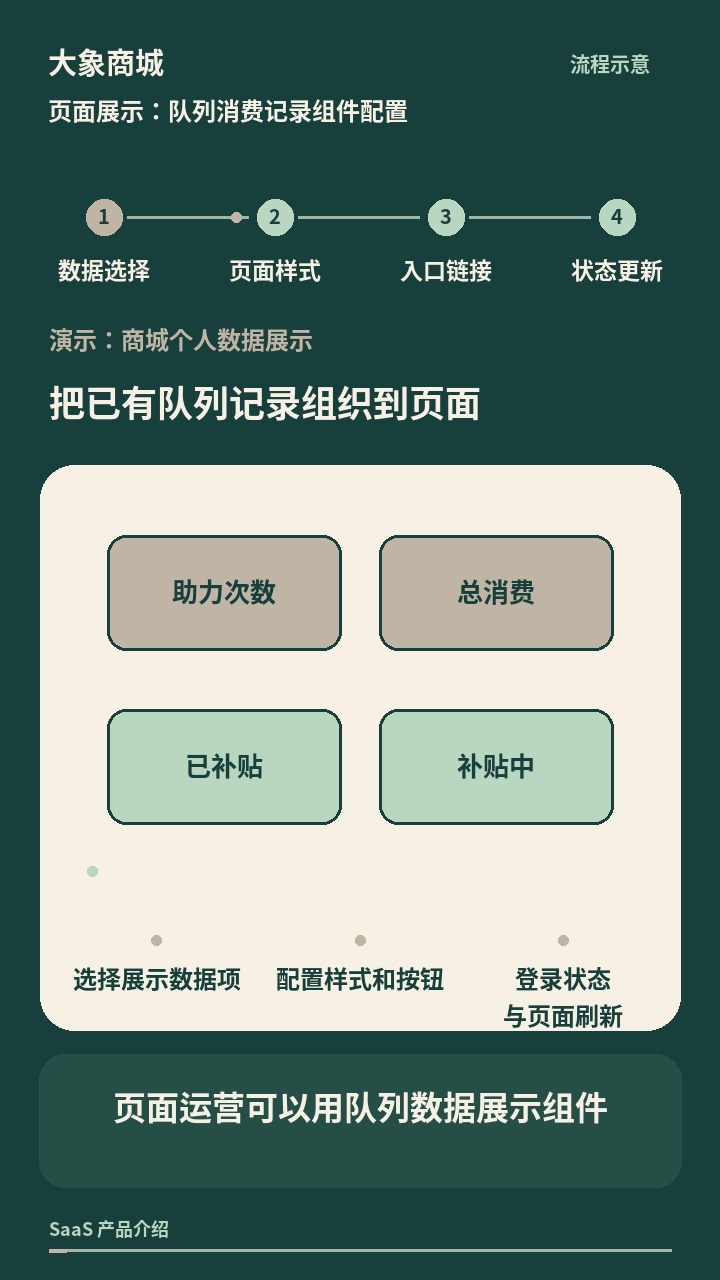 大象商城
流程示意
页面展示：队列消费记录组件配置
1
2
3
4
数据选择
页面样式
入口链接
状态更新
演示：商城个人数据展示
把已有队列记录组织到页面
助力次数
总消费
已补贴
补贴中
选择展示数据项
配置样式和按钮
登录状态
与页面刷新
页面运营可以用队列数据展示组件
SaaS 产品介绍